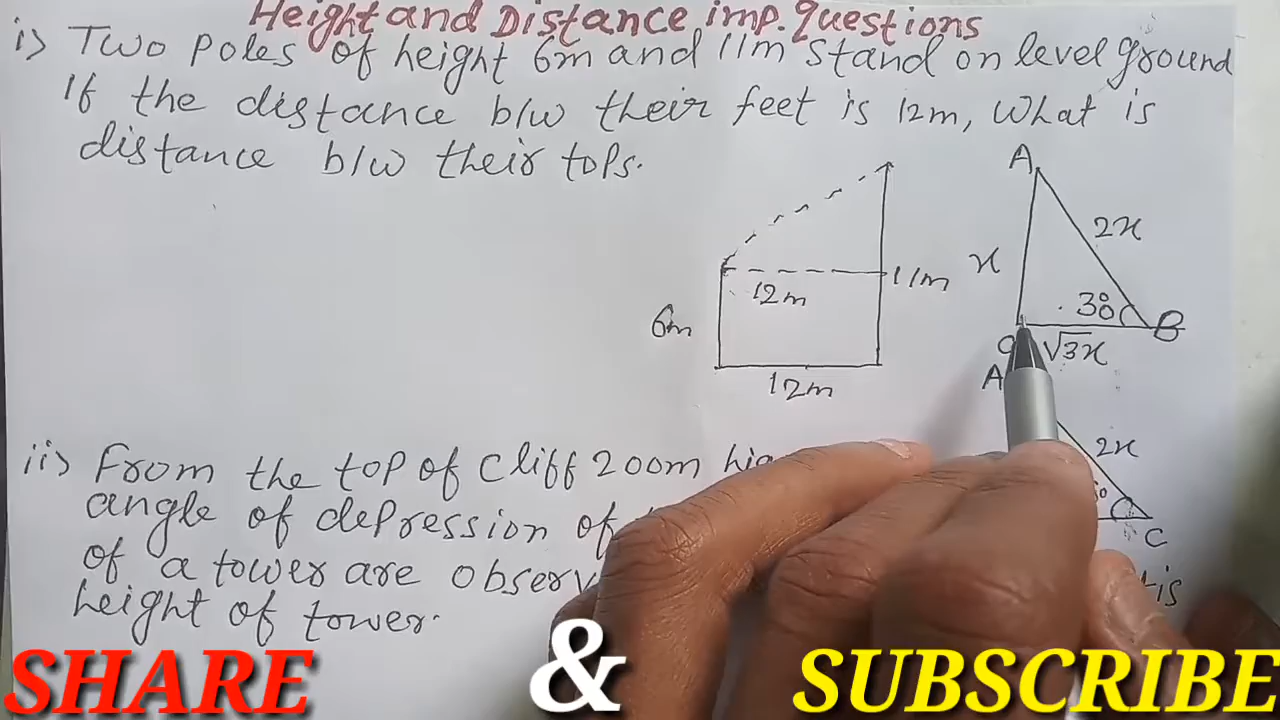 Height and Distance imp. Questions
i> Two poles of height 6m and 11m stand on level ground
If the distance b/w their feet is 12m, What is
distance b/w their tops.
A
2x
x
11m
12m
30
6m
B
√3x
12m
A
ii> From the top of cliff 200m
2x
angle of depression of
C
of a tower are
is
height of tower.
SHARE & SUBSCRIBE